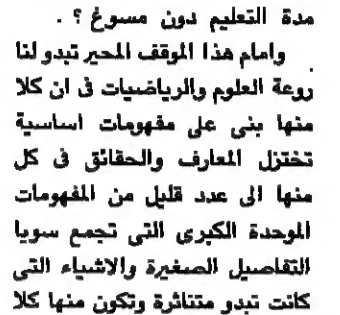 مدة التعليم دون مسوغ ؟ .
وامام هذا الموقف المحير تبدو لنا
روعة العلوم والرياضيات فى ان كلا
منها بنى على مفهومات اساسية
تختزل المعارف والحقائق فى كل
منها الى عدد قليل من المفهومات
الموحدة الكبرى التى تجمع سويا
التفاصيل الصغيرة والاشياء التى
كانت تبدو متناثرة وتكون منها كلا